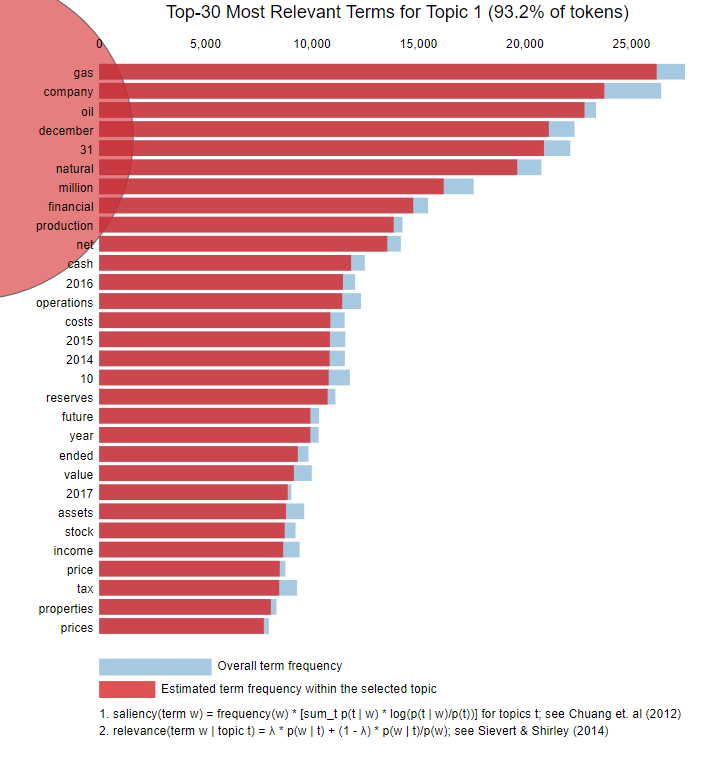 Top-30 Most Relevant Terms for Topic 1 (93.2% of tokens)
0 5,000 10,000 15,000 20,000 25,000
gas
company
oil
december
31
natural
million
financial
production
net
cash
2016
operations
costs
2015
2014
10
reserves
future
year
ended
value
2017
assets
stock
income
price
tax
properties
prices
Overall term frequency
Estimated term frequency within the selected topic
1. saliency(term w) = frequency(w) * [sum_t p(t | w) * log(p(t | w)/p(t))] for topics t; see Chuang et. al (2012)
2. relevance(term w | topic t) = λ * p(w | t) + (1 - λ) * p(w | t)/p(w); see Sievert & Shirley (2014)